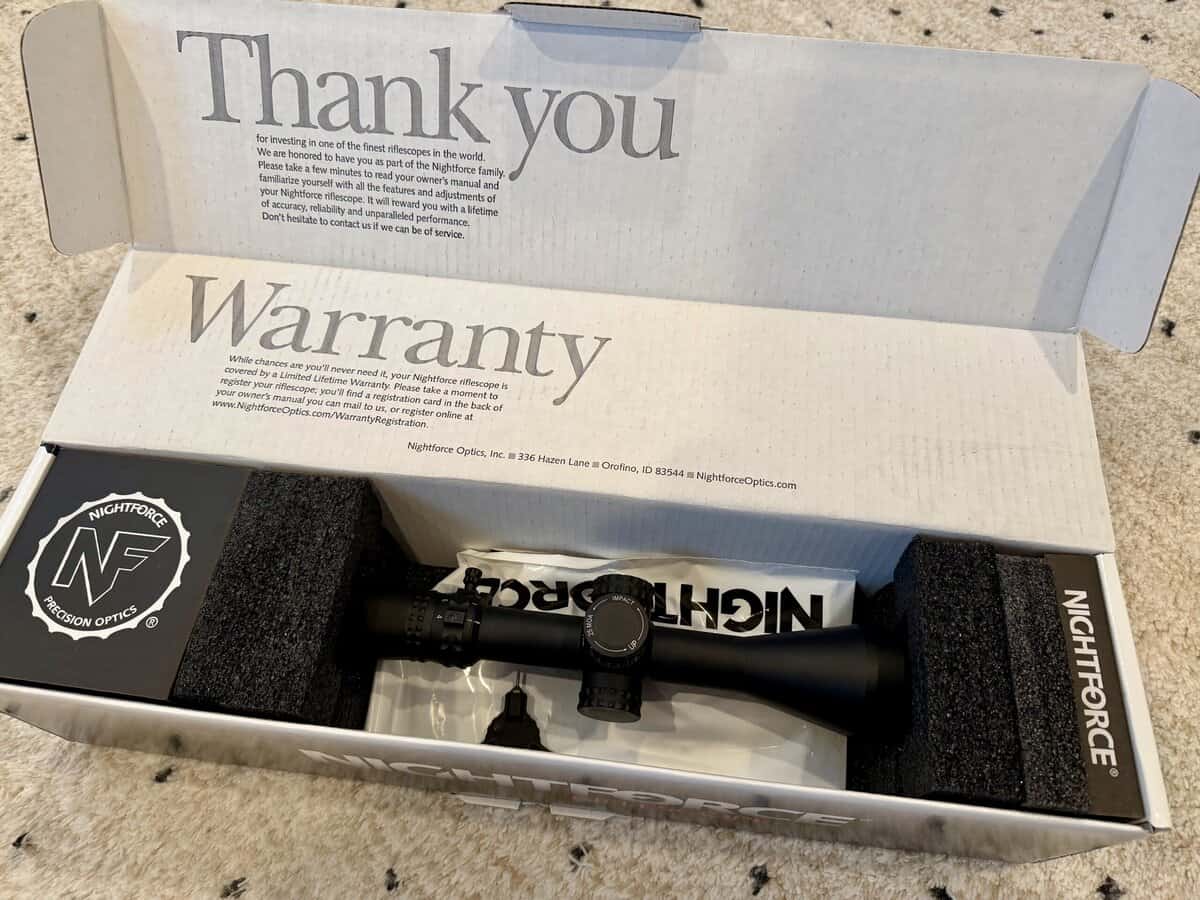 Thank you
for investing in one of the finest riflescopes in the world.
We are honored to have you as part of the Nightforce family.
Please take a few minutes to read your owner's manual and
familiarize yourself with all the features and adjustments of
your Nightforce riflescope. It will reward you with a lifetime
of accuracy, reliability and unparalleled performance.
Don't hesitate to contact us if we can be of service.
Warranty
While chances are you'll never need it, your Nightforce riflescope is
covered by a Limited Lifetime Warranty. Please take a moment to
register your riflescope; you'll find a registration card in the back of
your owner's manual you can mail to us, or register online at
www.NightforceOptics.com/WarrantyRegistration.
Nightforce Optics, Inc. ■ 336 Hazen Lane ■ Orofino, ID 83544 ■ NightforceOptics.com
NIGHTFORCE
NF
PRECISION OPTICS
®
NIGHTFORCE
4
IMPACT
.25 MOA
UP
NIGHTFORCE®
NIGHTFORCE